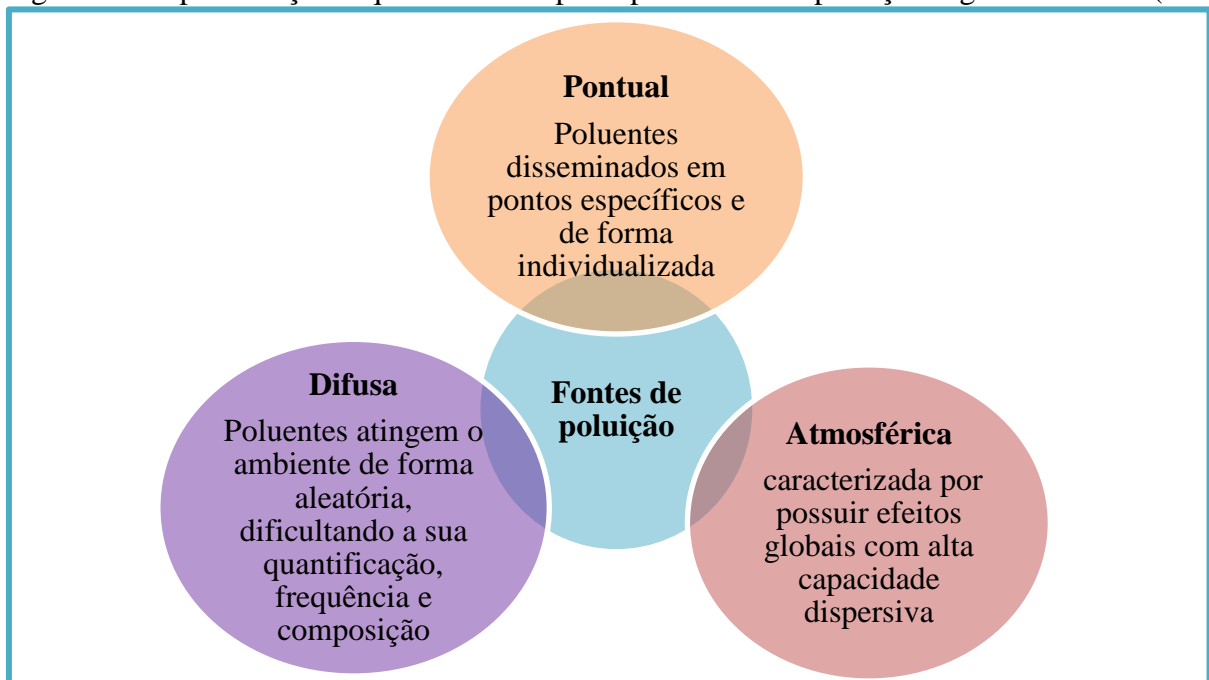 Pontual
Poluentes
disseminados em
pontos específicos e
de forma
individualizada
Fontes de
poluição
Difusa
Poluentes atingem o
ambiente de forma
aleatória,
dificultando a sua
quantificação,
frequência e
composição
Atmosférica
caracterizada por
possuir efeitos
globais com alta
capacidade
dispersiva